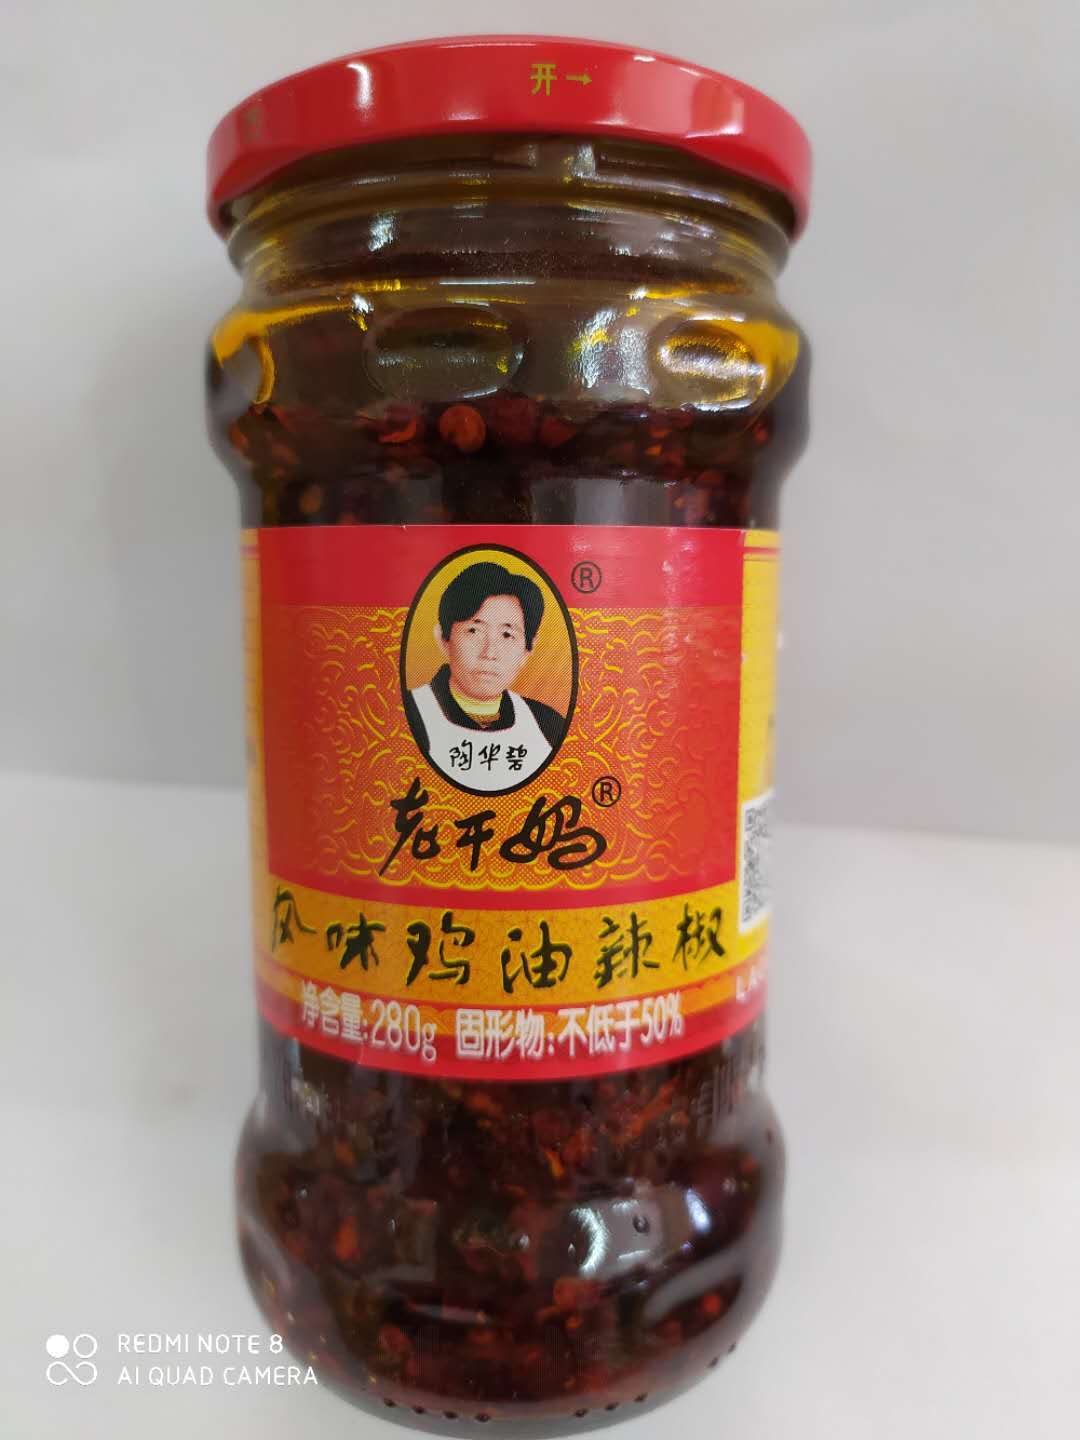 开→
®
陶华碧
老干妈®
风味鸡油辣椒
净含量:280g 固形物:不低于50%
REDMI NOTE 8
AI QUAD CAMERA